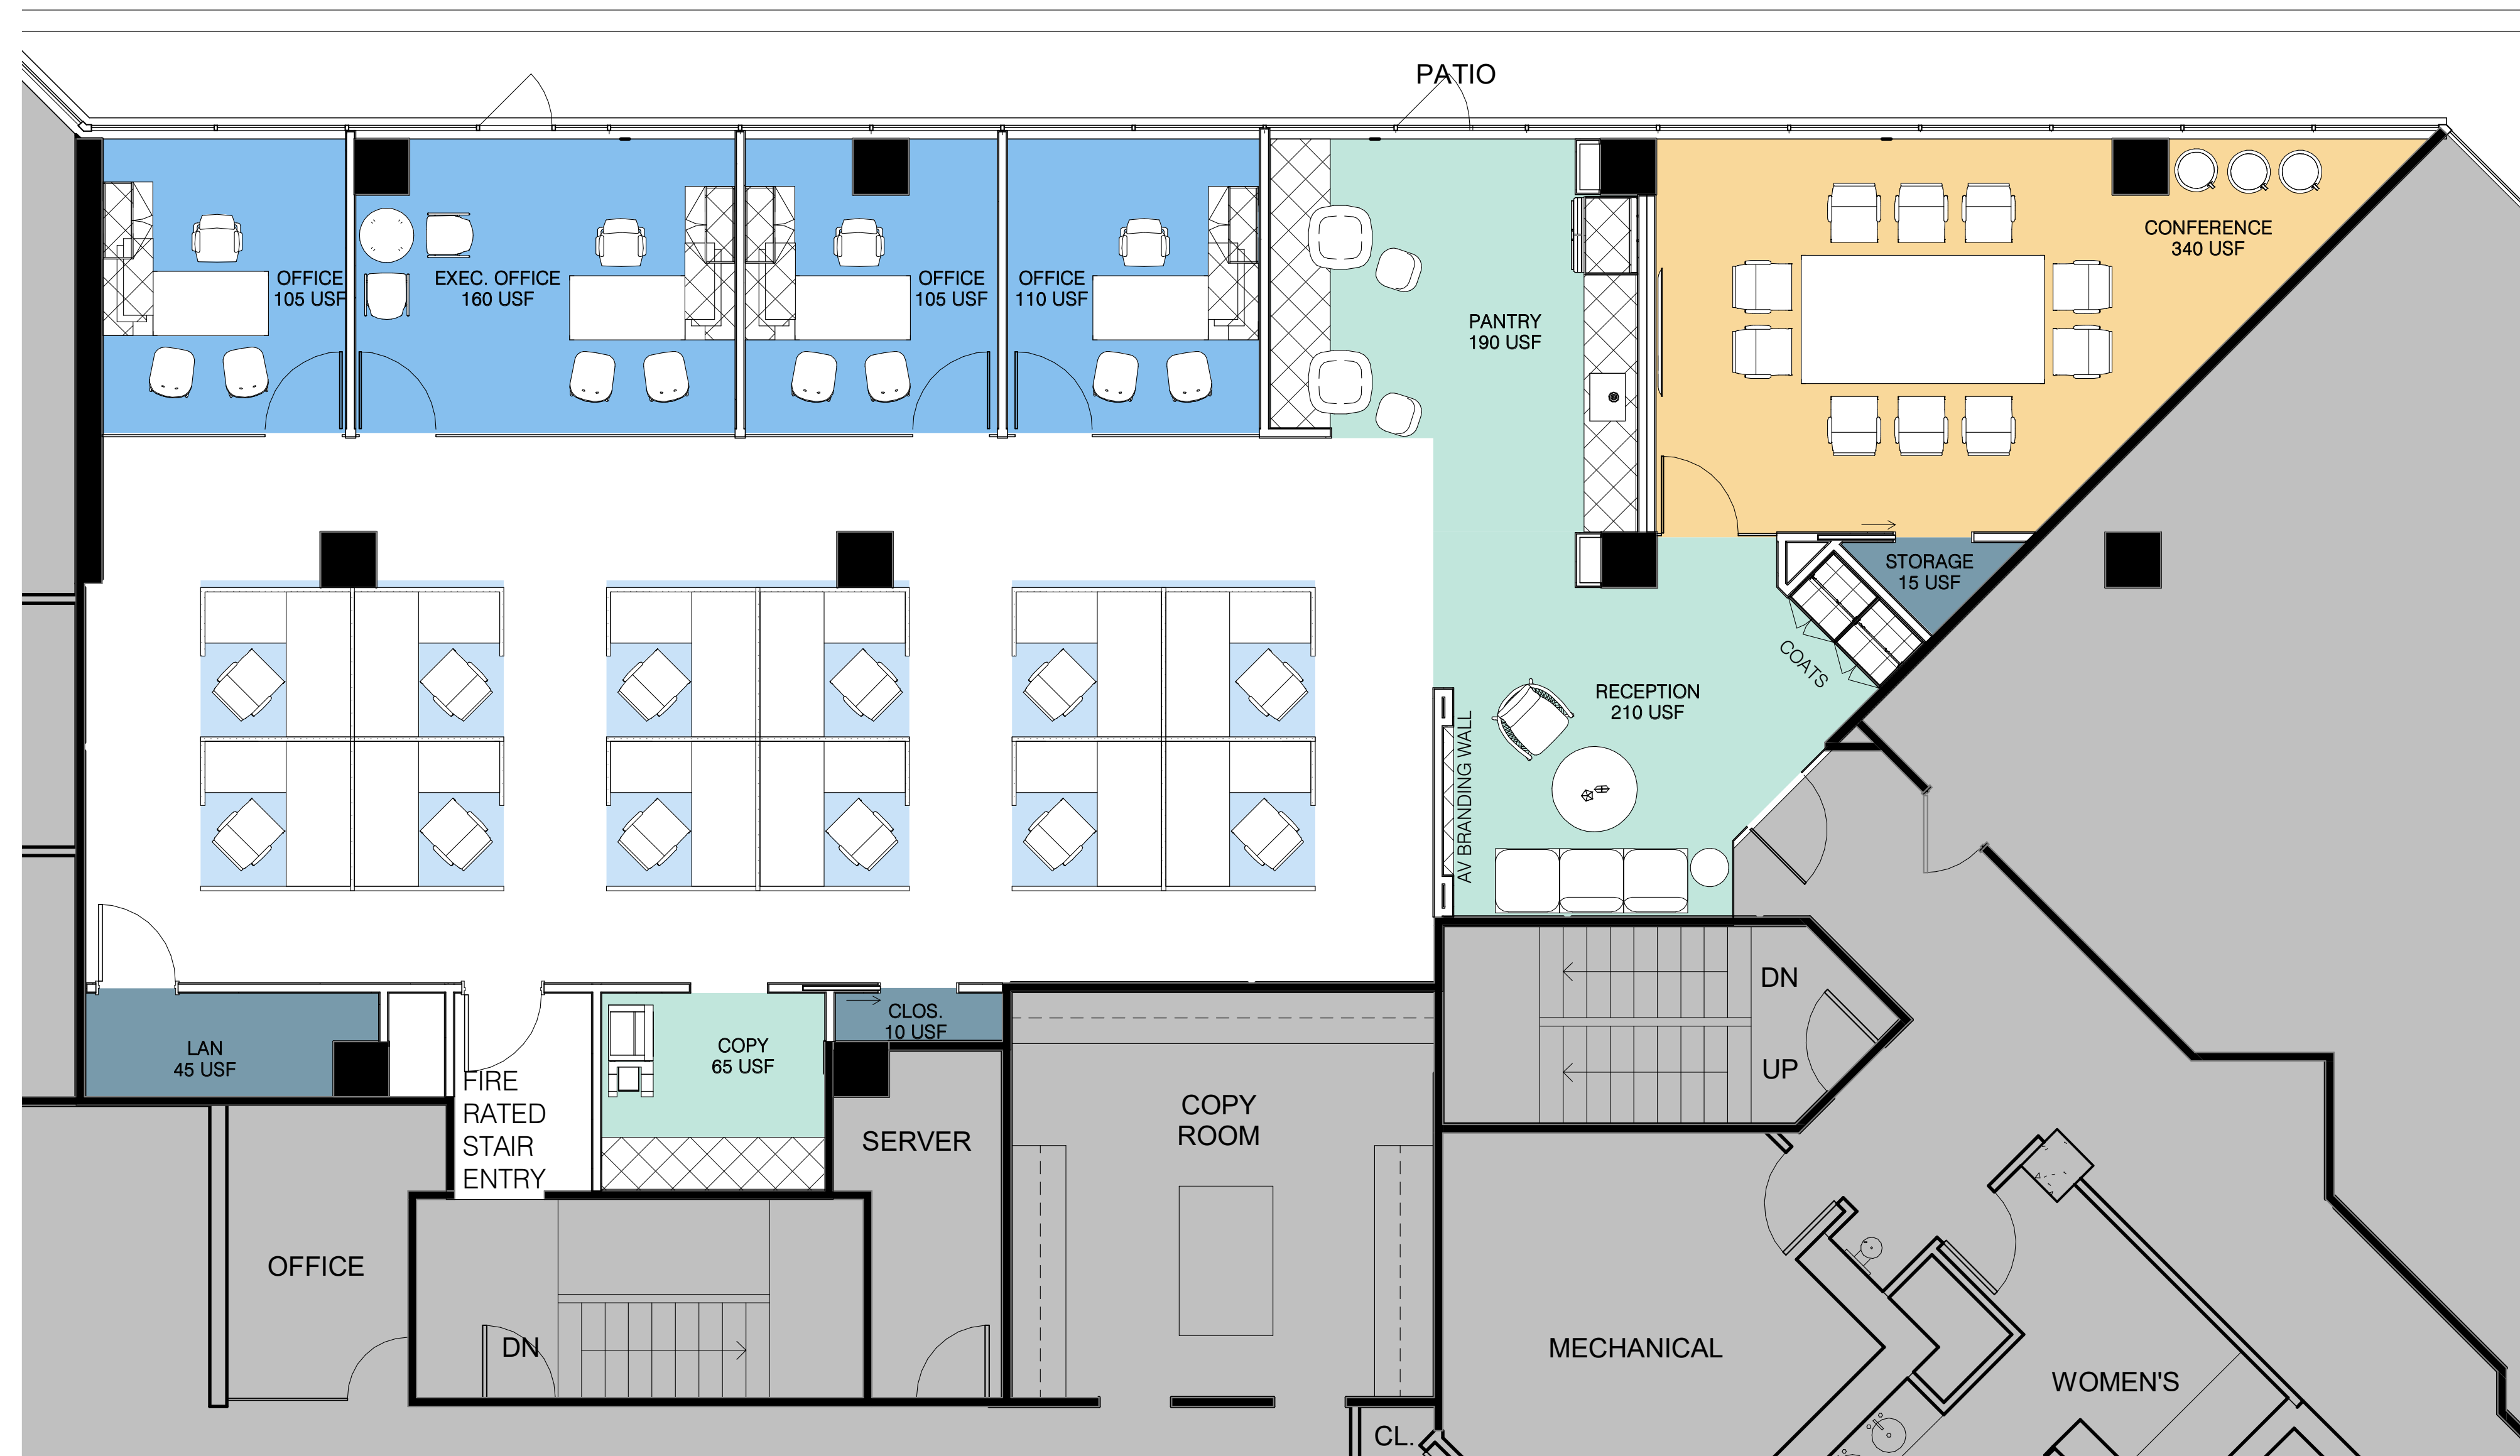 PATIO
CONFERENCE
340 USF
OFFICE
105 USF
EXEC. OFFICE
160 USF
OFFICE
105 USF
OFFICE
110 USF
PANTRY
190 USF
STORAGE
15 USF
COATS
RECEPTION
210 USF
AV BRANDING WALL
DN
UP
CLOS.
10 USF
LAN
45 USF
COPY
65 USF
FIRE
RATED
STAIR
ENTRY
SERVER
COPY
ROOM
OFFICE
DN
MECHANICAL
WOMEN'S
CL.